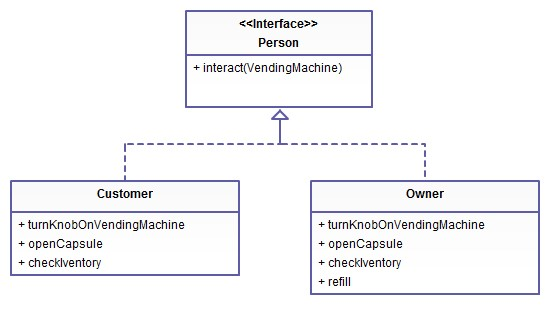 <<Interface>>
Person
+ interact(VendingMachine)
Customer
+ turnKnobOnVendingMachine
+ openCapsule
+ checkIventory
Owner
+ turnKnobOnVendingMachine
+ openCapsule
+ checkIventory
+ refill